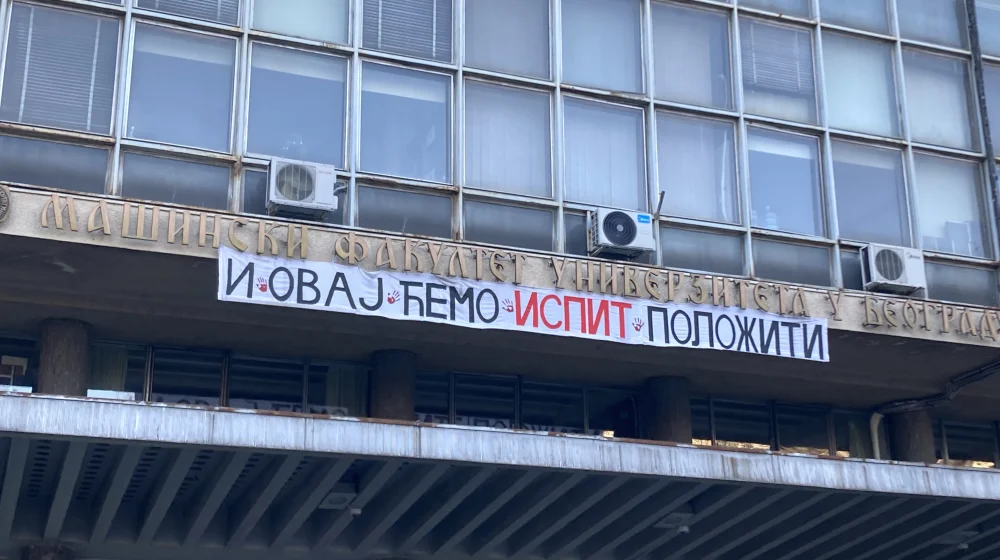 МАШИНСКИ ФАКУЛТЕТ УНИВЕРЗИТЕТА У БЕОГРАДУ
И ОВАЈ ЋЕМО ИСПИТ ПОЛОЖИТИ